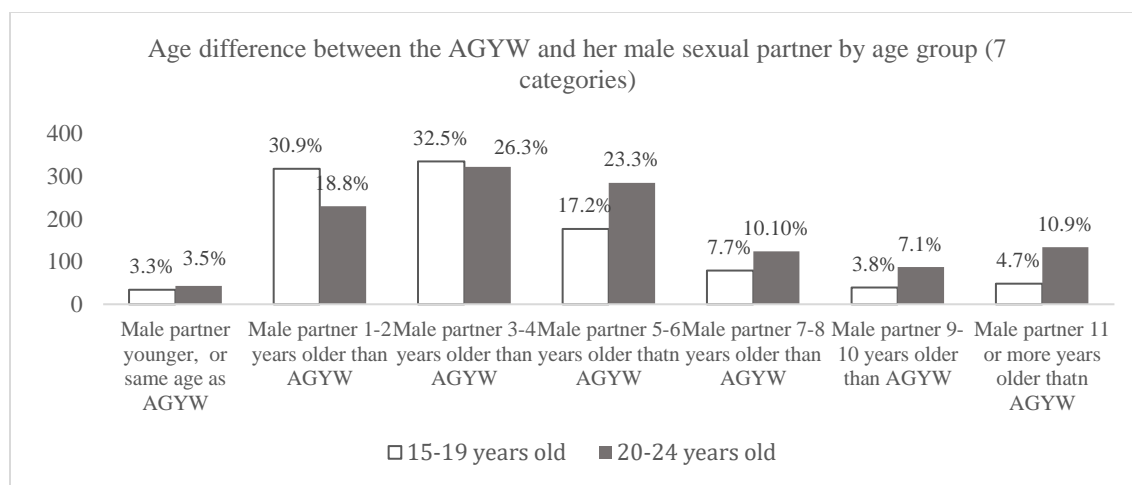 Age difference between the AGYW and her male sexual partner by age group (7
categories)
400
300
200
100
0
30.9%
32.5%
26.3%
23.3%
18.8%
17.2%
10.10%
10.9%
7.7%
7.1%
3.3%
3.5%
3.8%
4.7%
Male partner
younger, or
same age as
AGYW
Male partner 1-2
years older than
AGYW
Male partner 3-4
years older than
AGYW
Male partner 5-6
years older thatn
AGYW
Male partner 7-8
years older than
AGYW
Male partner 9-
10 years older
than AGYW
Male partner 11
or more years
older thatn
AGYW
15-19 years old
20-24 years old